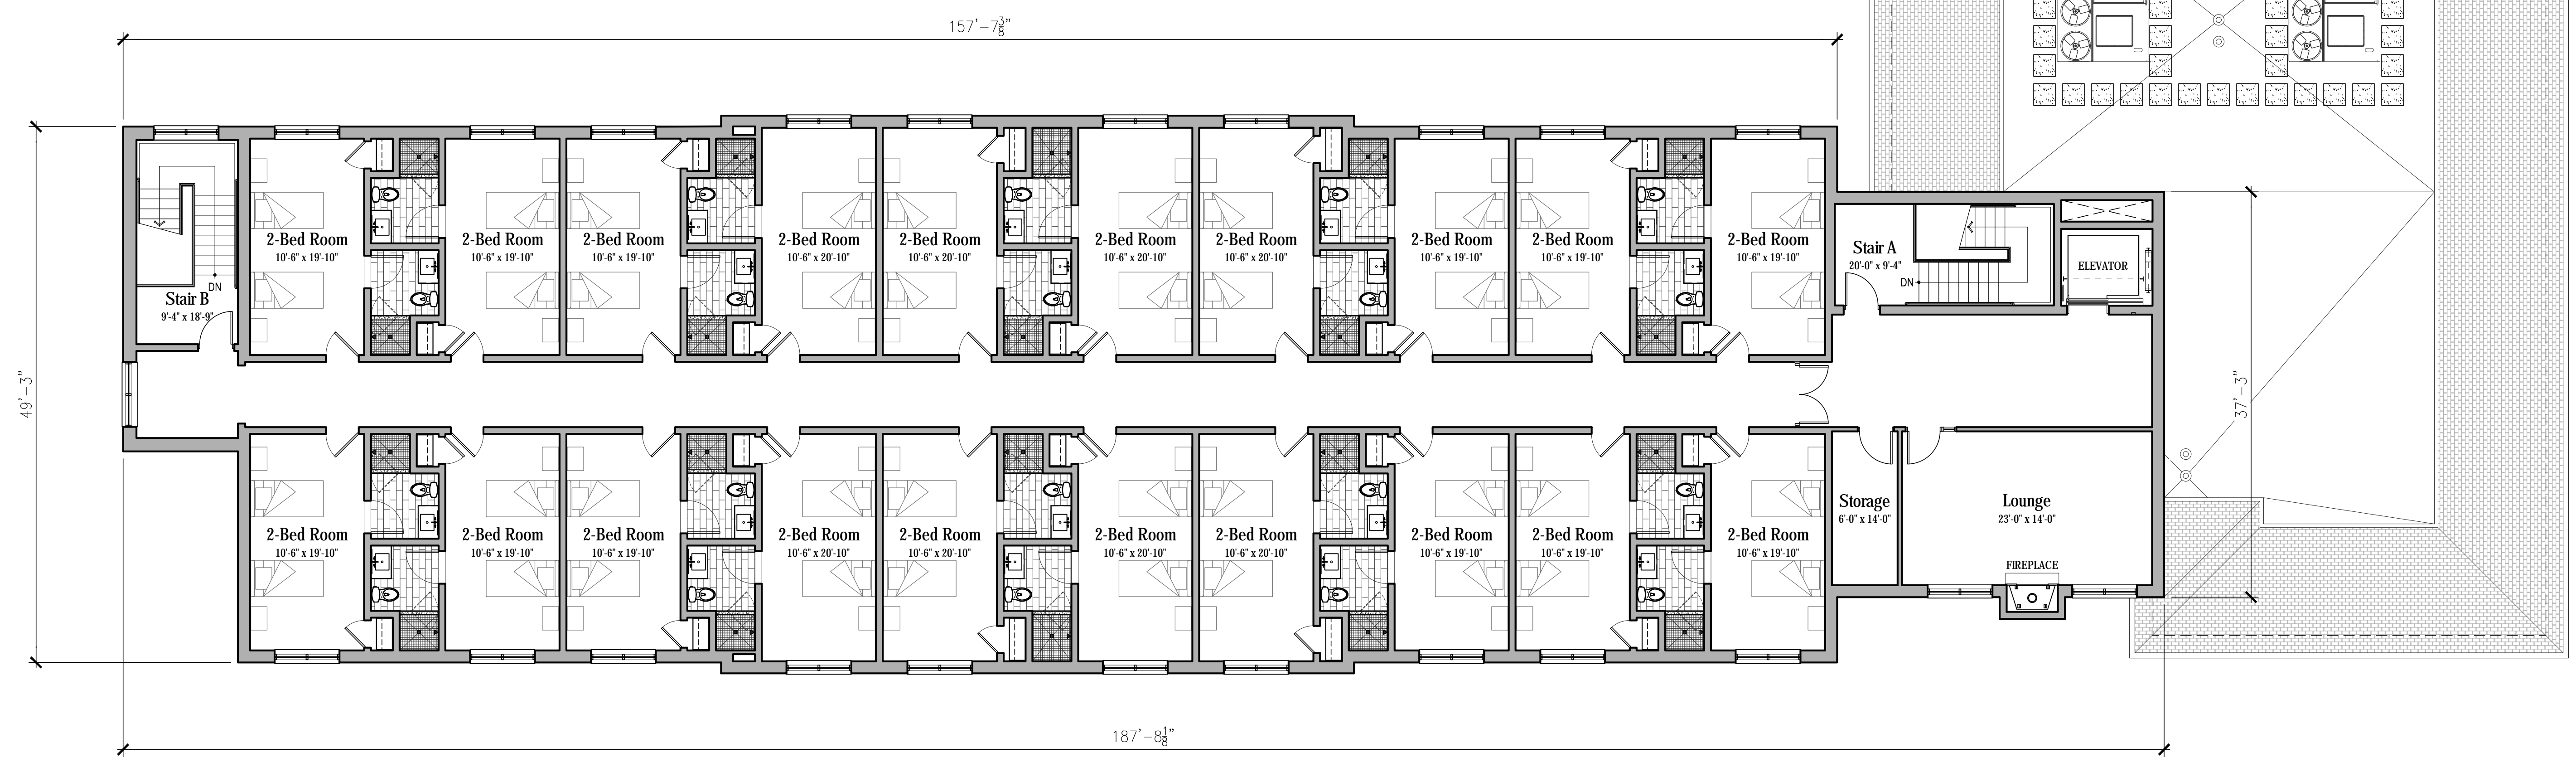 157'-7 3/8"
2-Bed Room
10'-6" x 19'-10"
2-Bed Room
10'-6" x 19'-10"
2-Bed Room
10'-6" x 19'-10"
2-Bed Room
10'-6" x 20'-10"
2-Bed Room
10'-6" x 20'-10"
2-Bed Room
10'-6" x 20'-10"
2-Bed Room
10'-6" x 20'-10"
2-Bed Room
10'-6" x 19'-10"
2-Bed Room
10'-6" x 19'-10"
2-Bed Room
10'-6" x 19'-10"
Stair A
20'-0" x 9'-4"
DN
ELEVATOR
DN
Stair B
9'-4" x 18'-9"
49'-3"
37'-3"
2-Bed Room
10'-6" x 19'-10"
2-Bed Room
10'-6" x 19'-10"
2-Bed Room
10'-6" x 19'-10"
2-Bed Room
10'-6" x 20'-10"
2-Bed Room
10'-6" x 20'-10"
2-Bed Room
10'-6" x 20'-10"
2-Bed Room
10'-6" x 20'-10"
2-Bed Room
10'-6" x 19'-10"
2-Bed Room
10'-6" x 19'-10"
2-Bed Room
10'-6" x 19'-10"
Storage
6'-0" x 14'-0"
Lounge
23'-0" x 14'-0"
FIREPLACE
187'-8 1/8"